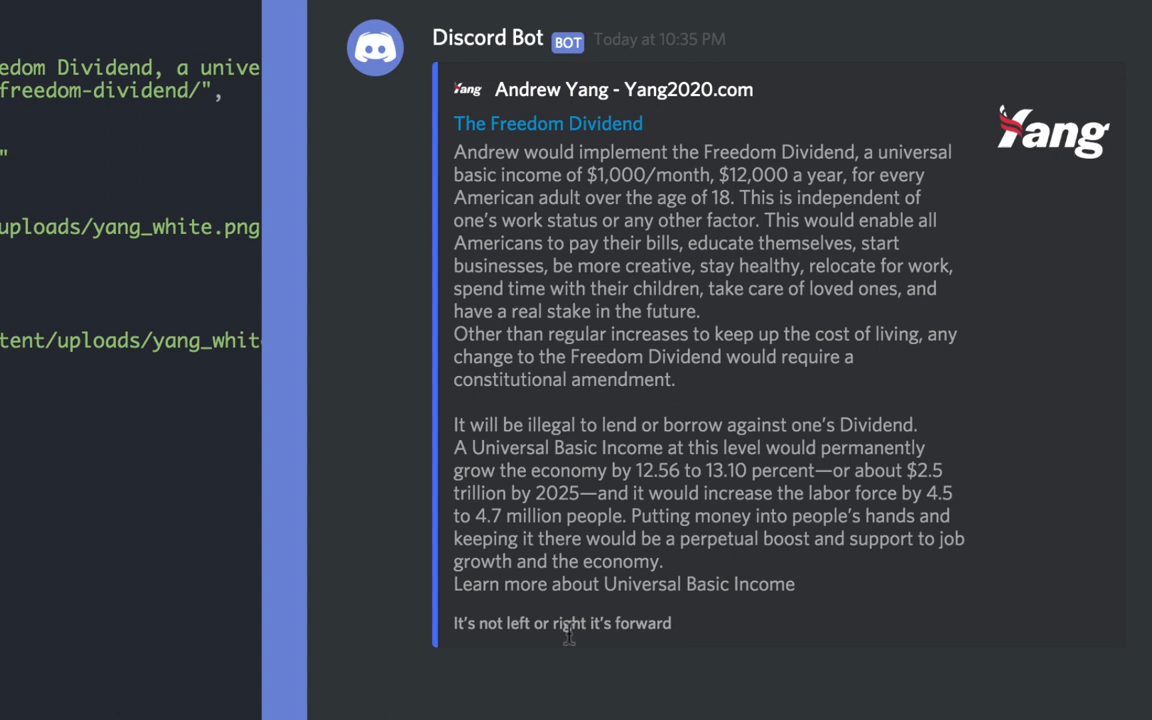 edom Dividend, a unive
freedom-dividend/",
"
uploads/yang_white.png
tent/uploads/yang_whit
Discord Bot BOT Today at 10:35 PM
Yang Andrew Yang - Yang2020.com
Yang
The Freedom Dividend
Andrew would implement the Freedom Dividend, a universal
basic income of $1,000/month, $12,000 a year, for every
American adult over the age of 18. This is independent of
one’s work status or any other factor. This would enable all
Americans to pay their bills, educate themselves, start
businesses, be more creative, stay healthy, relocate for work,
spend time with their children, take care of loved ones, and
have a real stake in the future.
Other than regular increases to keep up the cost of living, any
change to the Freedom Dividend would require a
constitutional amendment.
It will be illegal to lend or borrow against one’s Dividend.
A Universal Basic Income at this level would permanently
grow the economy by 12.56 to 13.10 percent—or about $2.5
trillion by 2025—and it would increase the labor force by 4.5
to 4.7 million people. Putting money into people’s hands and
keeping it there would be a perpetual boost and support to job
growth and the economy.
Learn more about Universal Basic Income
It’s not left or right it’s forward